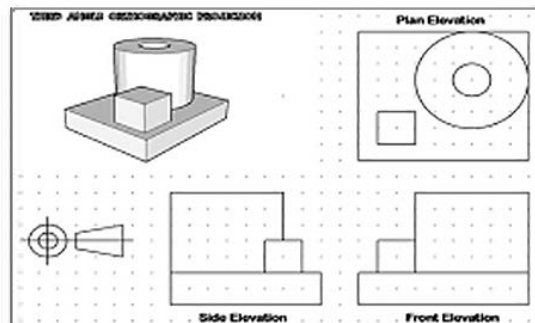 THIRD ANGLE ORTHOGRAPHIC PROJECTION
Plan Elevation
Side Elevation
Front Elevation